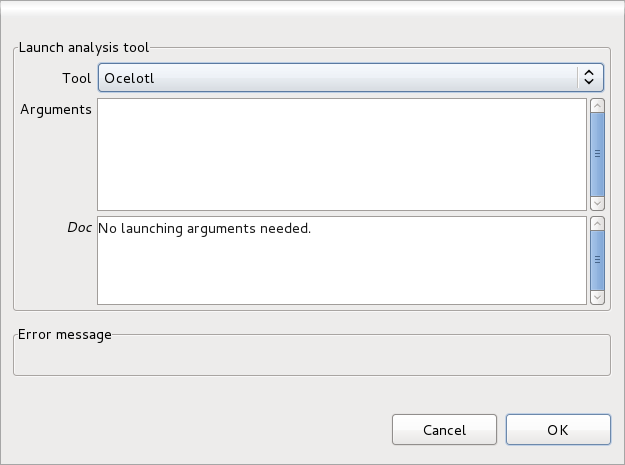 Launch analysis tool
Tool Ocelotl
Arguments
Doc No launching arguments needed.
Error message
Cancel OK